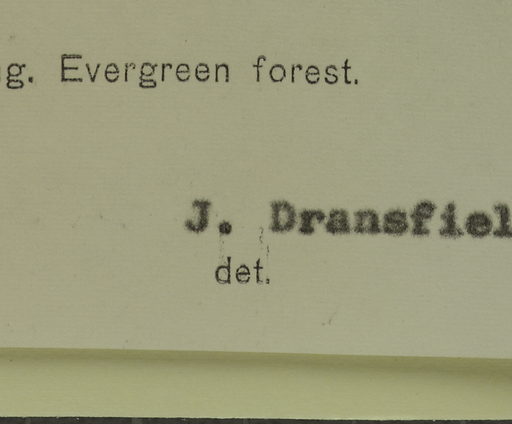 g. Evergreen forest.
J. Dransfiel
det.